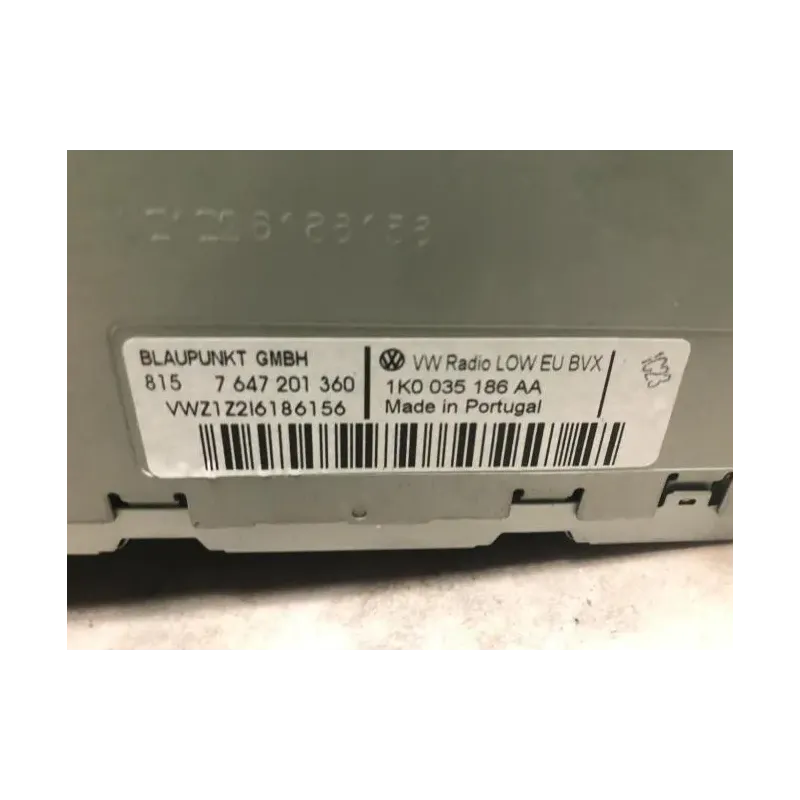 BLAUPUNKT GMBH
815 7 647 201 360
VWZ1Z2I6186156
VW Radio LOW EU BVX
1K0 035 186 AA
Made in Portugal